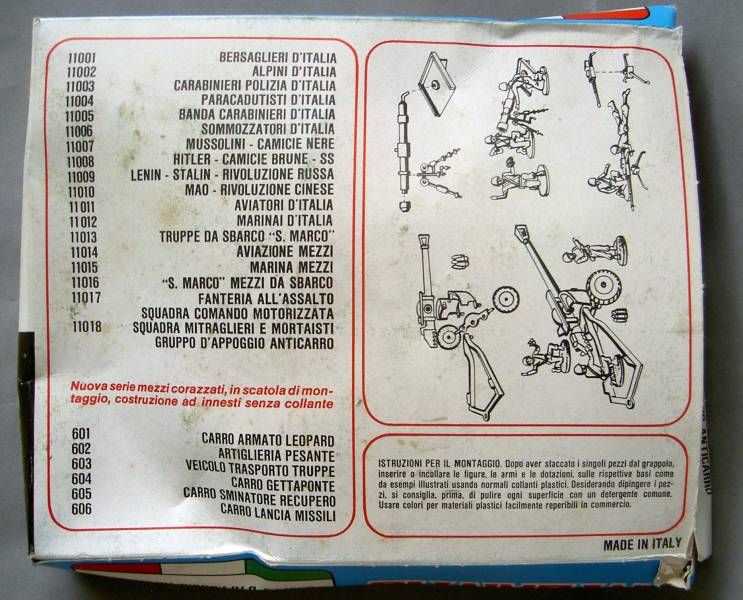 11001 BERSAGLIERI D'ITALIA
11002 ALPINI D'ITALIA
11003 CARABINIERI POLIZIA D'ITALIA
11004 PARACADUTISTI D'ITALIA
11005 BANDA CARABINIERI D'ITALIA
11006 SOMMOZZATORI D'ITALIA
11007 MUSSOLINI - CAMICIE NERE
11008 HITLER - CAMICIE BRUNE - SS
11009 LENIN - STALIN - RIVOLUZIONE RUSSA
11010 MAO - RIVOLUZIONE CINESE
11011 AVIATORI D'ITALIA
11012 MARINAI D'ITALIA
11013 TRUPPE DA SBARCO "S. MARCO"
11014 AVIAZIONE MEZZI
11015 MARINA MEZZI
11016 "S. MARCO" MEZZI DA SBARCO
11017 FANTERIA ALL'ASSALTO
SQUADRA COMANDO MOTORIZZATA
11018 SQUADRA MITRAGLIERI E MORTAISTI
GRUPPO D'APPOGGIO ANTICARRO
Nuova serie mezzi corazzati, in scatola di mon-
taggio, costruzione ad innesti senza collante
601 CARRO ARMATO LEOPARD
602 ARTIGLIERIA PESANTE
603 VEICOLO TRASPORTO TRUPPE
604 CARRO GETTAPONTE
605 CARRO SMINATORE RECUPERO
606 CARRO LANCIA MISSILI
ISTRUZIONI PER IL MONTAGGIO. Dopo aver staccato i singoli pezzi dal grappolo,
inserire o incollare le figure, le armi e le dotazioni, sulle rispettive basi come
da esempi illustrati usando normali collanti plastici. Desiderando dipingere i pez-
zi, si consiglia, prima, di pulire ogni superficie con un detergente comune.
Usare colori per materiali plastici facilmente reperibili in commercio.
MADE IN ITALY
ANTICARRO